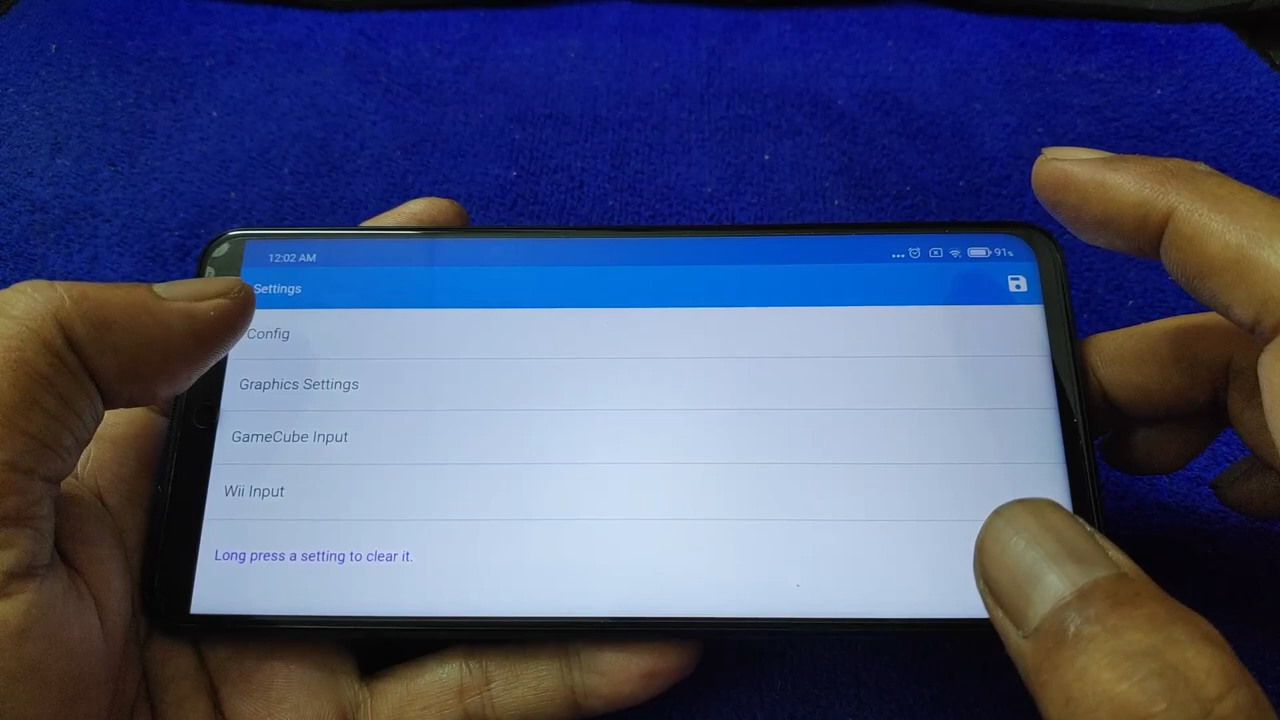 12:02 AM
91%
Settings
Config
Graphics Settings
GameCube Input
Wii Input
Long press a setting to clear it.